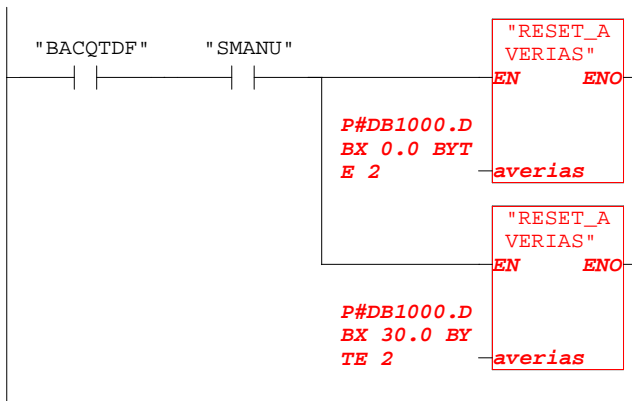 "RESET_A
VERIAS"
"BACQTDF" "SMANU"
EN ENO
P#DB1000.D
BX 0.0 BYT
E 2
averias
"RESET_A
VERIAS"
EN ENO
P#DB1000.D
BX 30.0 BY
TE 2
averias